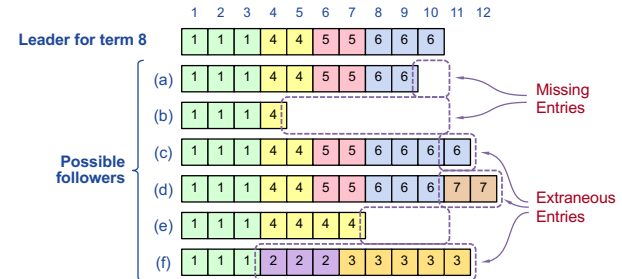 1 2 3 4 5 6 7 8 9 10 11 12
Leader for term 8 1 1 1 4 4 5 5 6 6 6
(a) 1 1 1 4 4 5 5 6 6
Missing
Entries
(b) 1 1 1 4
Possible
followers
(c) 1 1 1 4 4 5 5 6 6 6 6
(d) 1 1 1 4 4 5 5 6 6 6 7 7
Extraneous
Entries
(e) 1 1 1 4 4 4 4
(f) 1 1 1 2 2 2 3 3 3 3 3